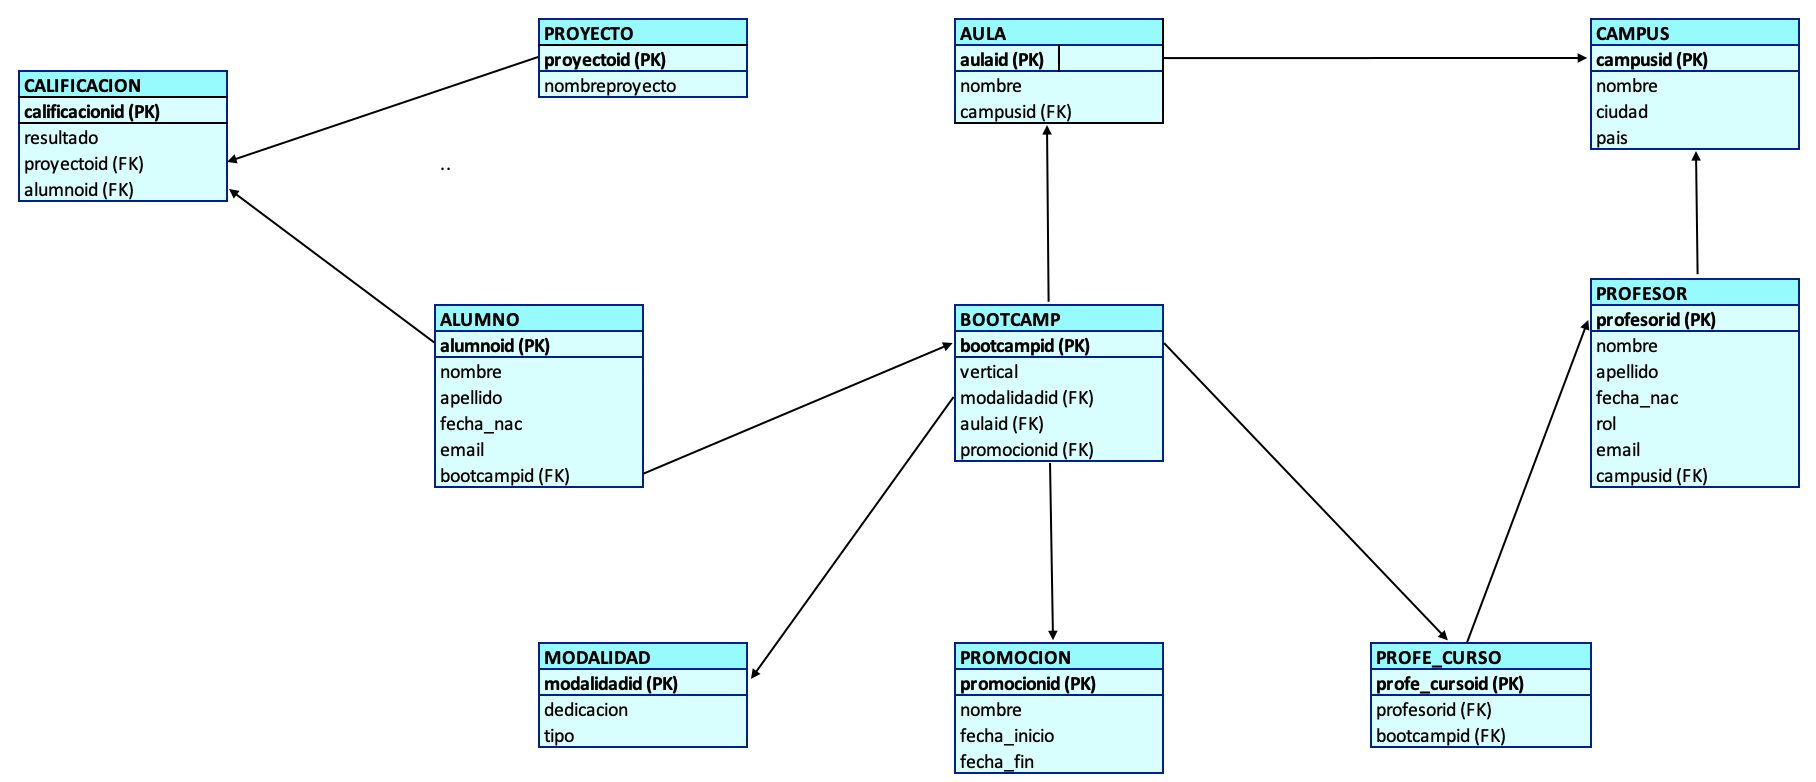 PROYECTO
proyectoid (PK)
nombreproyecto
AULA
aulaid (PK)
nombre
campusid (FK)
CAMPUS
campusid (PK)
nombre
ciudad
pais
CALIFICACION
calificacionid (PK)
resultado
proyectoid (FK)
alumnoid (FK)
..
ALUMNO
alumnoid (PK)
nombre
apellido
fecha_nac
email
bootcampid (FK)
BOOTCAMP
bootcampid (PK)
vertical
modalidadid (FK)
aulaid (FK)
promocionid (FK)
PROFESOR
profesorid (PK)
nombre
apellido
fecha_nac
rol
email
campusid (FK)
MODALIDAD
modalidadid (PK)
dedicacion
tipo
PROMOCION
promocionid (PK)
nombre
fecha_inicio
fecha_fin
PROFE_CURSO
profe_cursoid (PK)
profesorid (FK)
bootcampid (FK)